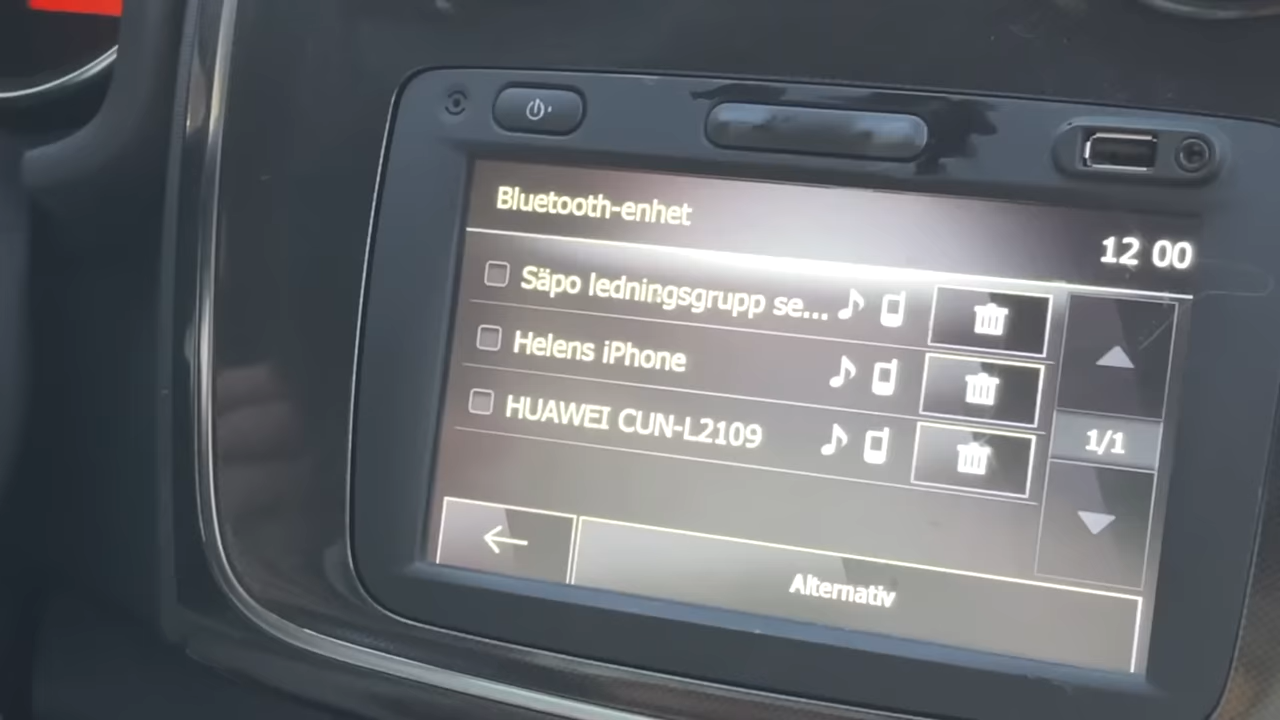 Bluetooth-enhet
12 00
Säpo ledningsgrupp se...
Helens iPhone
HUAWEI CUN-L2109
1/1
Alternativ